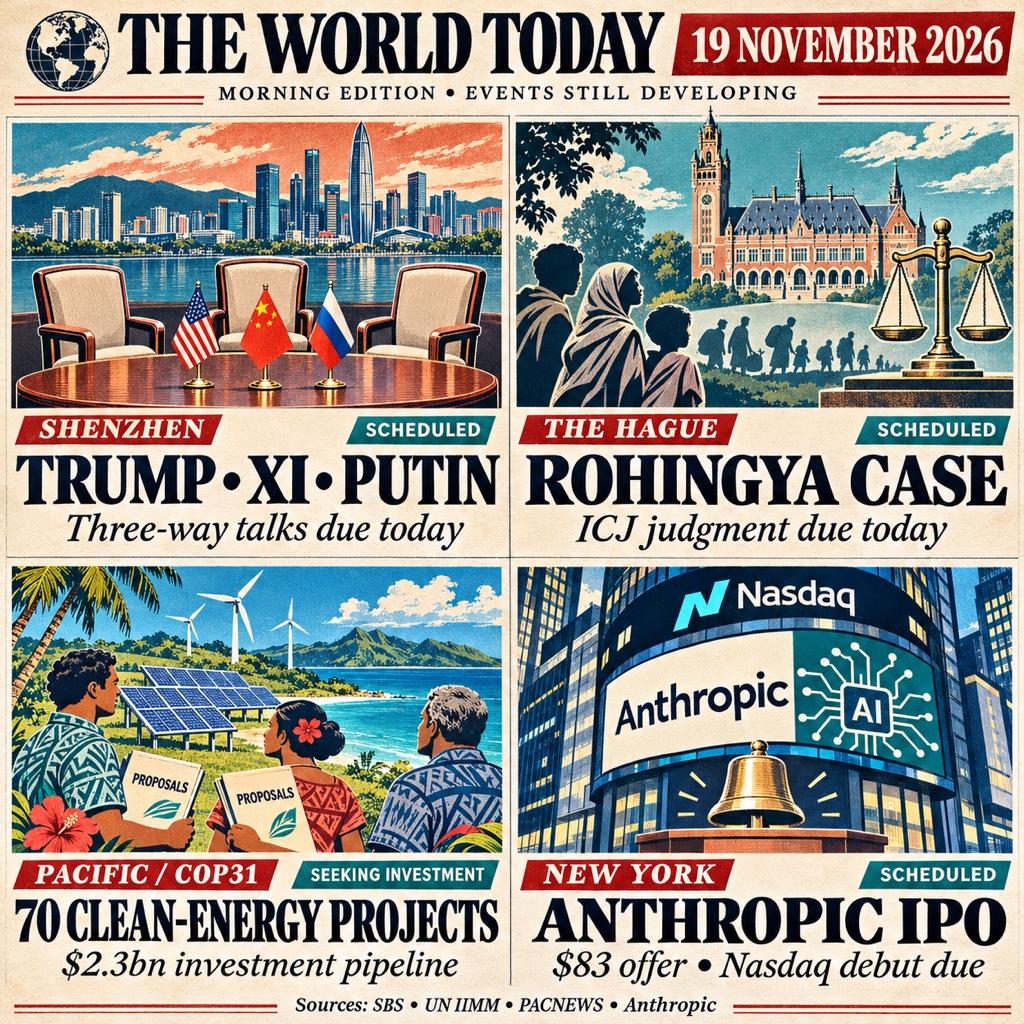 THE WORLD TODAY
19 NOVEMBER 2026
MORNING EDITION • EVENTS STILL DEVELOPING
SHENZHEN
SCHEDULED
TRUMP • XI • PUTIN
Three-way talks due today
THE HAGUE
SCHEDULED
ROHINGYA CASE
ICJ judgment due today
PROPOSALS
PROPOSALS
PACIFIC / COP31
SEEKING INVESTMENT
70 CLEAN-ENERGY PROJECTS
$2.3bn investment pipeline
Nasdaq
Anthropic
AI
NEW YORK
SCHEDULED
ANTHROPIC IPO
$83 offer • Nasdaq debut due
Sources: SBS • UN IIMM • PACNEWS • Anthropic